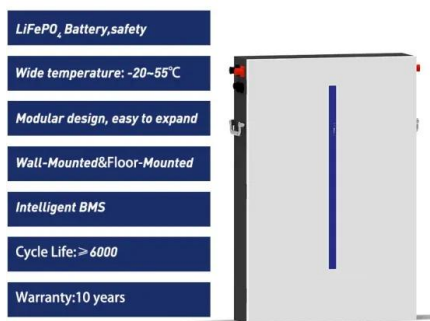 LiFePO₄ Battery,safety
Wide temperature: -20~55℃
Modular design, easy to expand
Wall-Mounted&Floor-Mounted
Intelligent BMS
Cycle Life:≥6000
Warranty:10 years